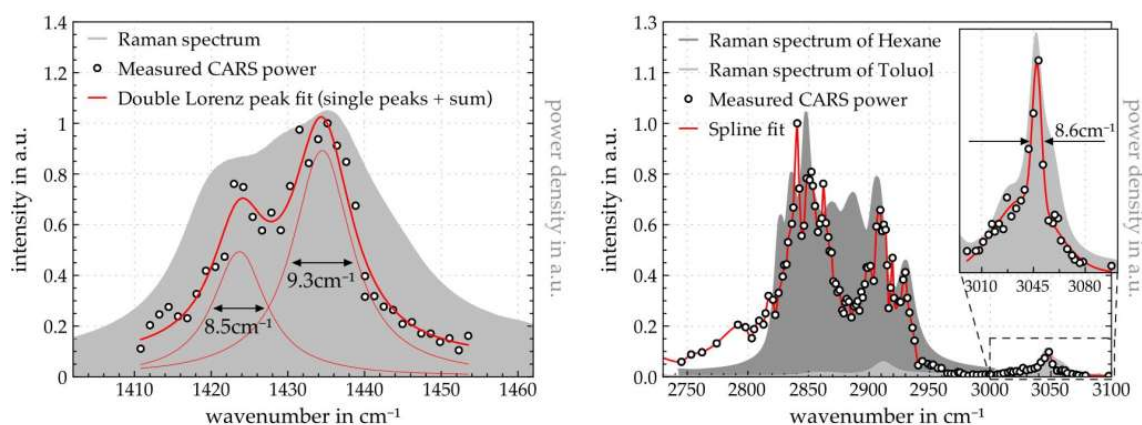 1.4
1.2
1
0.8
0.6
0.4
0.2
0
intensity in a.u.
Raman spectrum
Measured CARS power
Double Lorenz peak fit (single peaks + sum)
9.3cm⁻¹
8.5cm⁻¹
1410 1420 1430 1440 1450 1460
wavenumber in cm⁻¹
power density in a.u.
1.3
1.2
1.1
1
0.8
0.6
0.4
0.2
0
intensity in a.u.
Raman spectrum of Hexane
Raman spectrum of Toluol
Measured CARS power
Spline fit
8.6cm⁻¹
3010 3045 3080
2750 2800 2850 2900 2950 3000 3050 3100
wavenumber in cm⁻¹
power density in a.u.